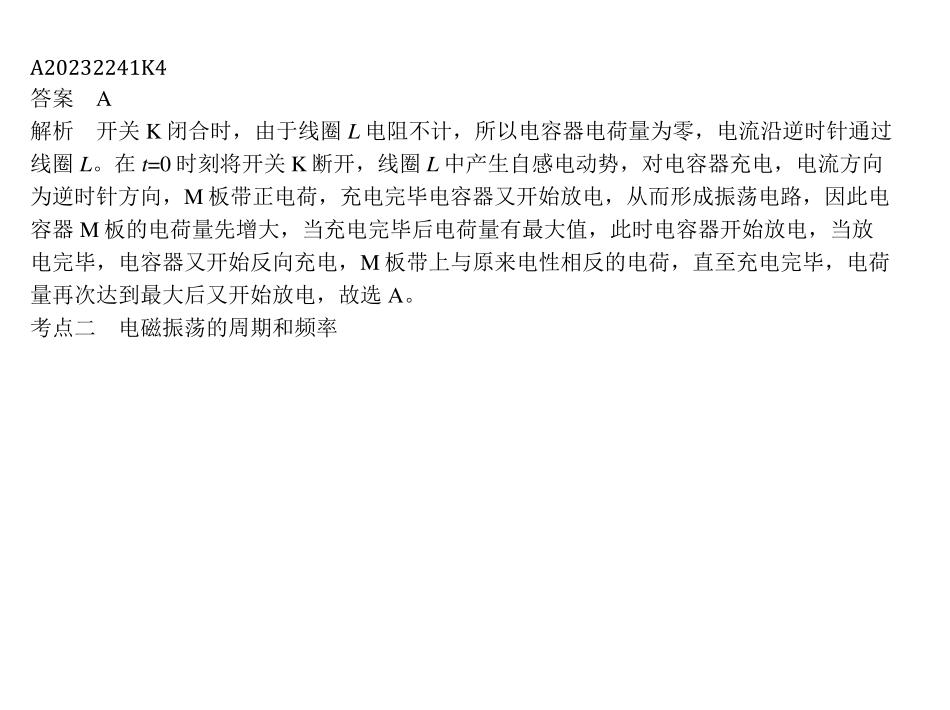 A20232241K4
答案 A
解析 开关 K 闭合时，由于线圈 L 电阻不计，所以电容器电荷量为零，电流沿逆时针通过
线圈 L。在 t=0 时刻将开关 K 断开，线圈 L 中产生自感电动势，对电容器充电，电流方向
为逆时针方向，M 板带正电荷，充电完毕电容器又开始放电，从而形成振荡电路，因此电
容器 M 板的电荷量先增大，当充电完毕后电荷量有最大值，此时电容器开始放电，当放
电完毕，电容器又开始反向充电，M 板带上与原来电性相反的电荷，直至充电完毕，电荷
量再次达到最大后又开始放电，故选 A。
考点二 电磁振荡的周期和频率